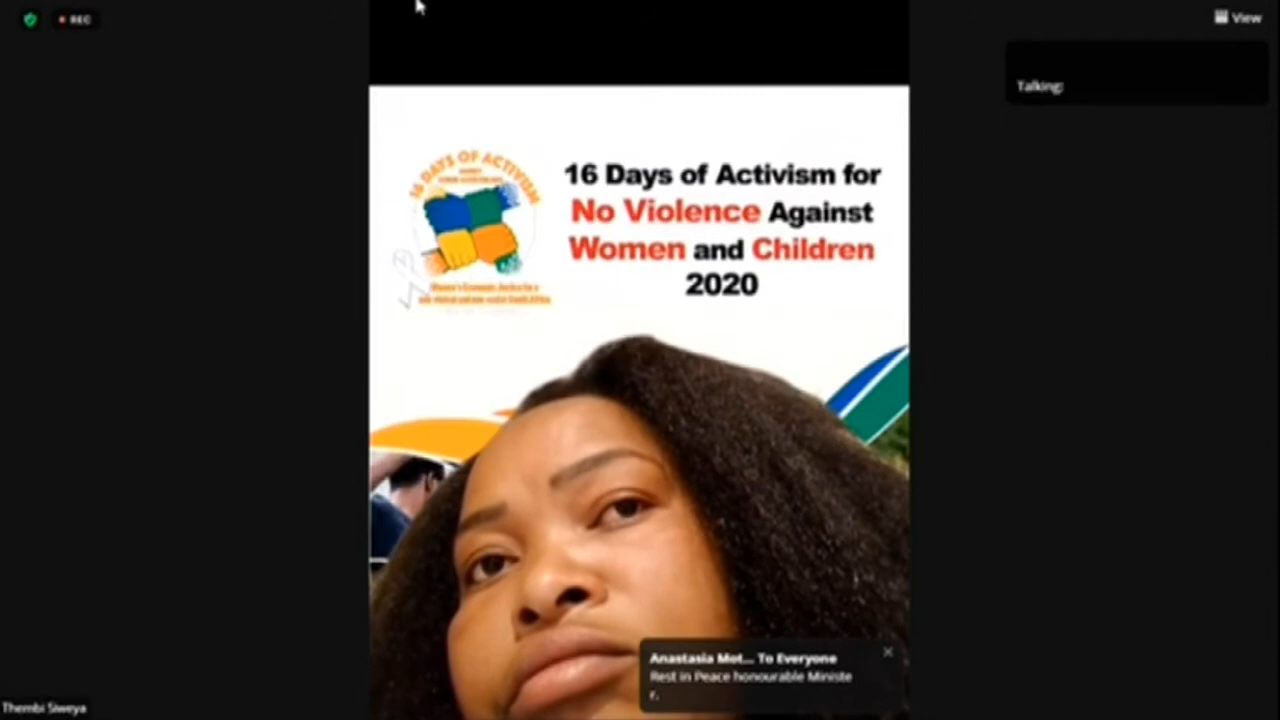 REC
View
Talking:
16 DAYS OF ACTIVISM
16 Days of Activism for
No Violence Against
Women and Children
2020
Anastasia Mot... To Everyone
Rest in Peace honourable Ministe
r.
Thembi Siweya